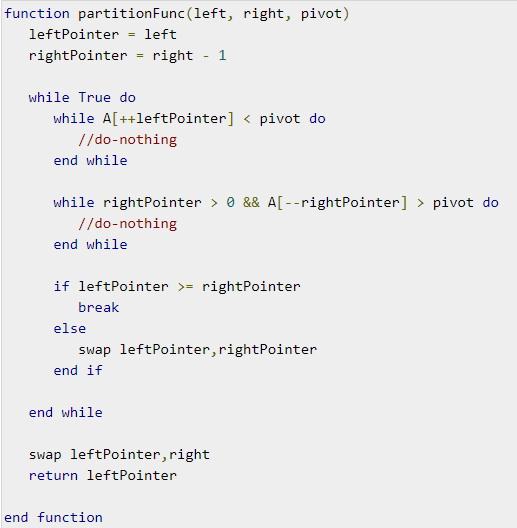 function partitionFunc(left, right, pivot)
   leftPointer = left
   rightPointer = right - 1

   while True do
      while A[++leftPointer] < pivot do
         //do-nothing
      end while

      while rightPointer > 0 && A[--rightPointer] > pivot do
         //do-nothing
      end while

      if leftPointer >= rightPointer
         break
      else
         swap leftPointer,rightPointer
      end if

   end while

   swap leftPointer,right
   return leftPointer

end function